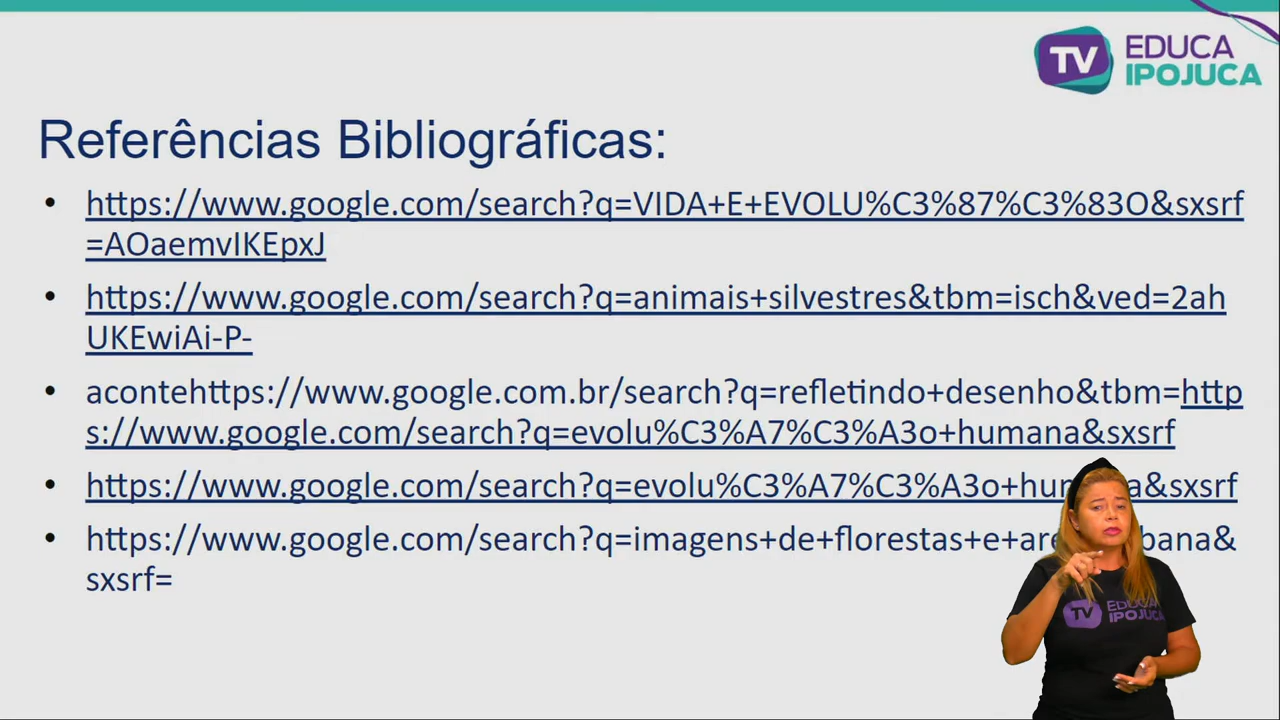 TV EDUCA
IPOJUCA
Referências Bibliográficas:
• https://www.google.com/search?q=VIDA+E+EVOLU%C3%87%C3%83O&sxsrf
=AOaemvIKEpxJ
• https://www.google.com/search?q=animais+silvestres&tbm=isch&ved=2ah
UKEwiAi-P-
• acontehttps://www.google.com.br/search?q=refletindo+desenho&tbm=http
s://www.google.com/search?q=evolu%C3%A7%C3%A3o+humana&sxsrf
• https://www.google.com/search?q=evolu%C3%A7%C3%A3o+hum a&sxsrf
• https://www.google.com/search?q=imagens+de+florestas+e+are bana&
sxsrf=
TV EDUCA
IPOJUCA